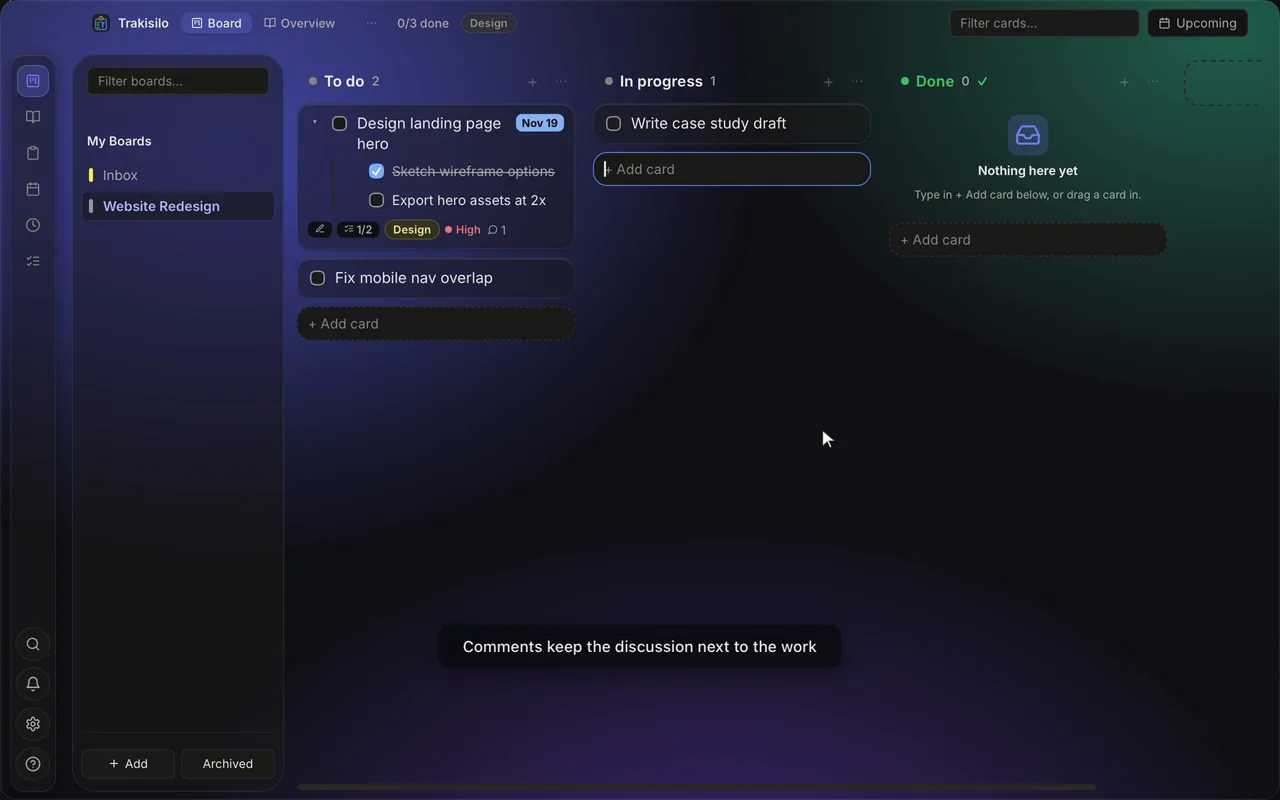 Trakisilo
Board
Overview
...
0/3 done
Design
Filter cards...
Upcoming
Filter boards...
My Boards
Inbox
Website Redesign
+ Add
Archived
To do 2
Design landing page
hero
Nov 19
Sketch wireframe options
Export hero assets at 2x
1/2
Design
High
1
Fix mobile nav overlap
+ Add card
In progress 1
Write case study draft
+ Add card
Done 0
Nothing here yet
Type in + Add card below, or drag a card in.
+ Add card
Comments keep the discussion next to the work